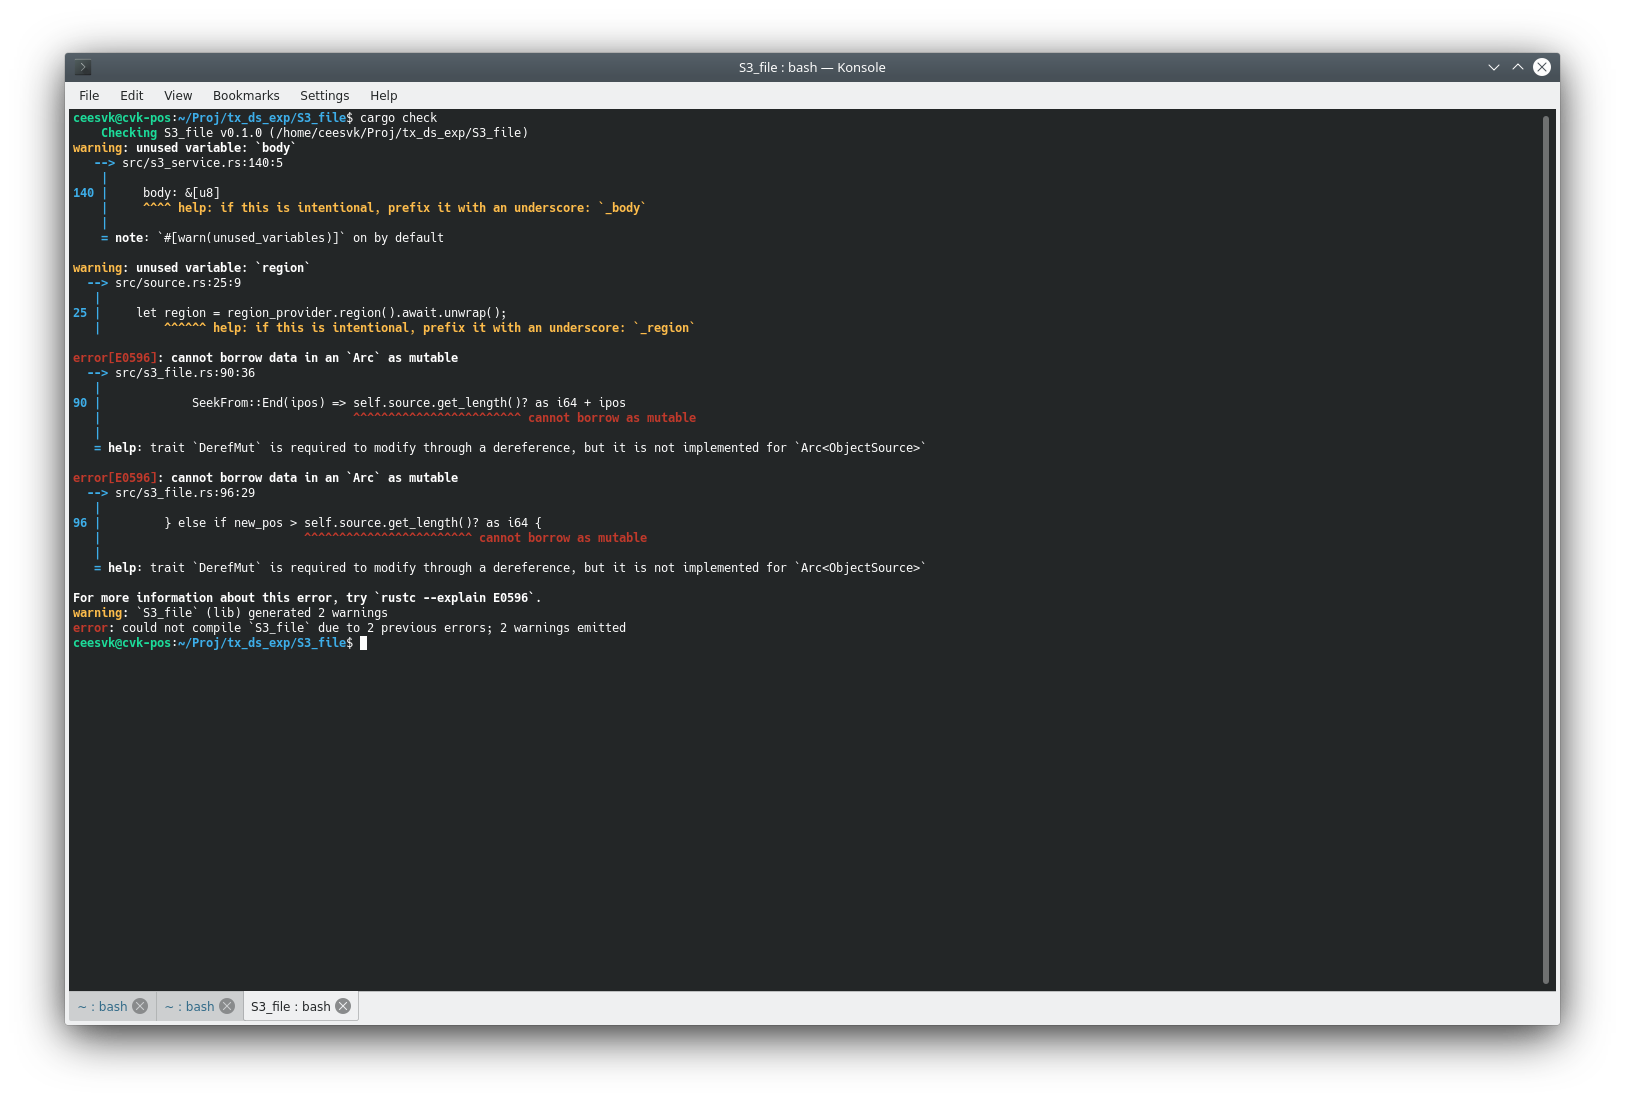 S3_file : bash — Konsole
File Edit View Bookmarks Settings Help
ceesvk@cvk-pos:~/Proj/tx_ds_exp/S3_file$ cargo check
    Checking S3_file v0.1.0 (/home/ceesvk/Proj/tx_ds_exp/S3_file)
warning: unused variable: `body`
   --> src/s3_service.rs:140:5
    |
140 |     body: &[u8]
    |     ^^^^ help: if this is intentional, prefix it with an underscore: `_body`
    |
    = note: `#[warn(unused_variables)]` on by default

warning: unused variable: `region`
  --> src/source.rs:25:9
   |
25 |     let region = region_provider.region().await.unwrap();
   |         ^^^^^^ help: if this is intentional, prefix it with an underscore: `_region`

error[E0596]: cannot borrow data in an `Arc` as mutable
  --> src/s3_file.rs:90:36
   |
90 |             SeekFrom::End(ipos) => self.source.get_length()? as i64 + ipos
   |                                    ^^^^^^^^^^^^^^^^^^^^^^^^ cannot borrow as mutable
   |
   = help: trait `DerefMut` is required to modify through a dereference, but it is not implemented for `Arc<ObjectSource>`

error[E0596]: cannot borrow data in an `Arc` as mutable
  --> src/s3_file.rs:96:29
   |
96 |         } else if new_pos > self.source.get_length()? as i64 {
   |                             ^^^^^^^^^^^^^^^^^^^^^^^^ cannot borrow as mutable
   |
   = help: trait `DerefMut` is required to modify through a dereference, but it is not implemented for `Arc<ObjectSource>`

For more information about this error, try `rustc --explain E0596`.
warning: `S3_file` (lib) generated 2 warnings
error: could not compile `S3_file` due to 2 previous errors; 2 warnings emitted
ceesvk@cvk-pos:~/Proj/tx_ds_exp/S3_file$
~ : bash ~ : bash S3_file : bash